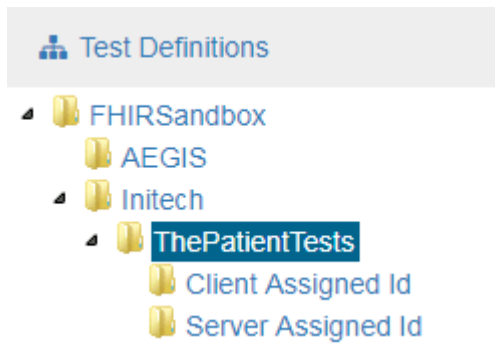 Test Definitions
FHIRSandbox
AEGIS
Initech
ThePatientTests
Client Assigned Id
Server Assigned Id